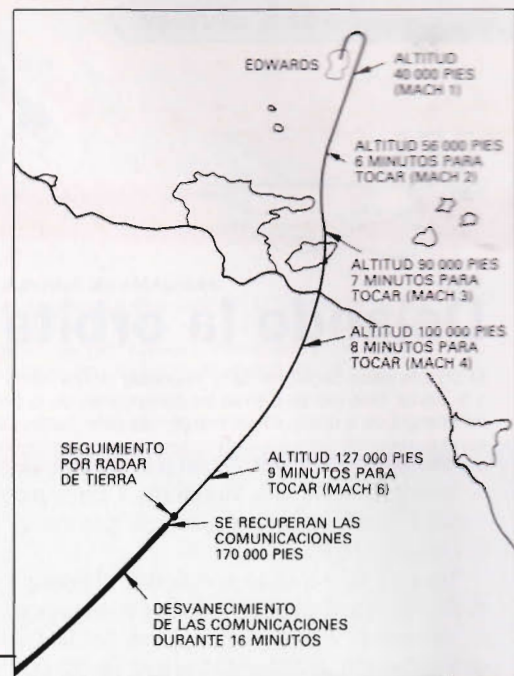 EDWAROS
ALTITUD
40 000 PIES
(MACH 1)
ALTITUD 56 000 PIES
6 MINUTOS PARA
TOCAR (MACH 2)
ALTITUD 90 000 PIES
7 MINUTOS PARA
TOCAR (MACH 3)
ALTITUD 100 000 PIES
8 MINUTOS PARA
TOCAR (MACH 4)
ALTITUD 127 000 PIES
9 MINUTOS PARA
TOCAR (MACH 6)
SEGUIMIENTO
POR RADAR
DE TIERRA
SE RECUPERAN LAS
COMUNICACIONES
170 000 PIES
DESVANECIMIENTO
DE LAS COMUNICACIONES
DURANTE 16 MINUTOS